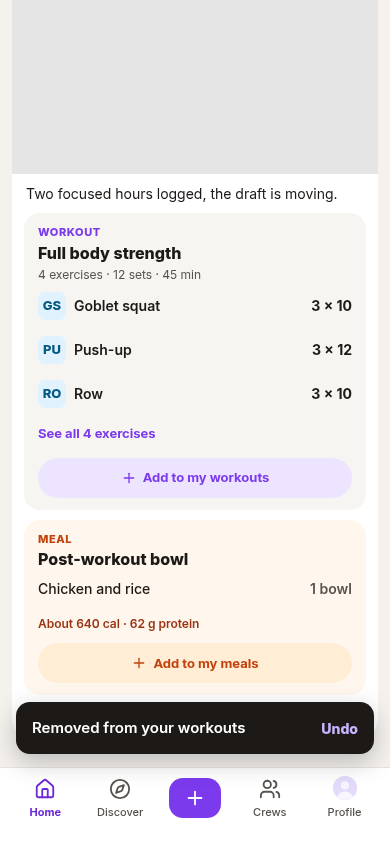 Two focused hours logged, the draft is moving.
WORKOUT
Full body strength
4 exercises · 12 sets · 45 min
GS Goblet squat 3 × 10
PU Push-up 3 × 12
RO Row 3 × 10
See all 4 exercises
+ Add to my workouts
MEAL
Post-workout bowl
Chicken and rice 1 bowl
About 640 cal · 62 g protein
+ Add to my meals
Removed from your workouts Undo
Home Discover Crews Profile